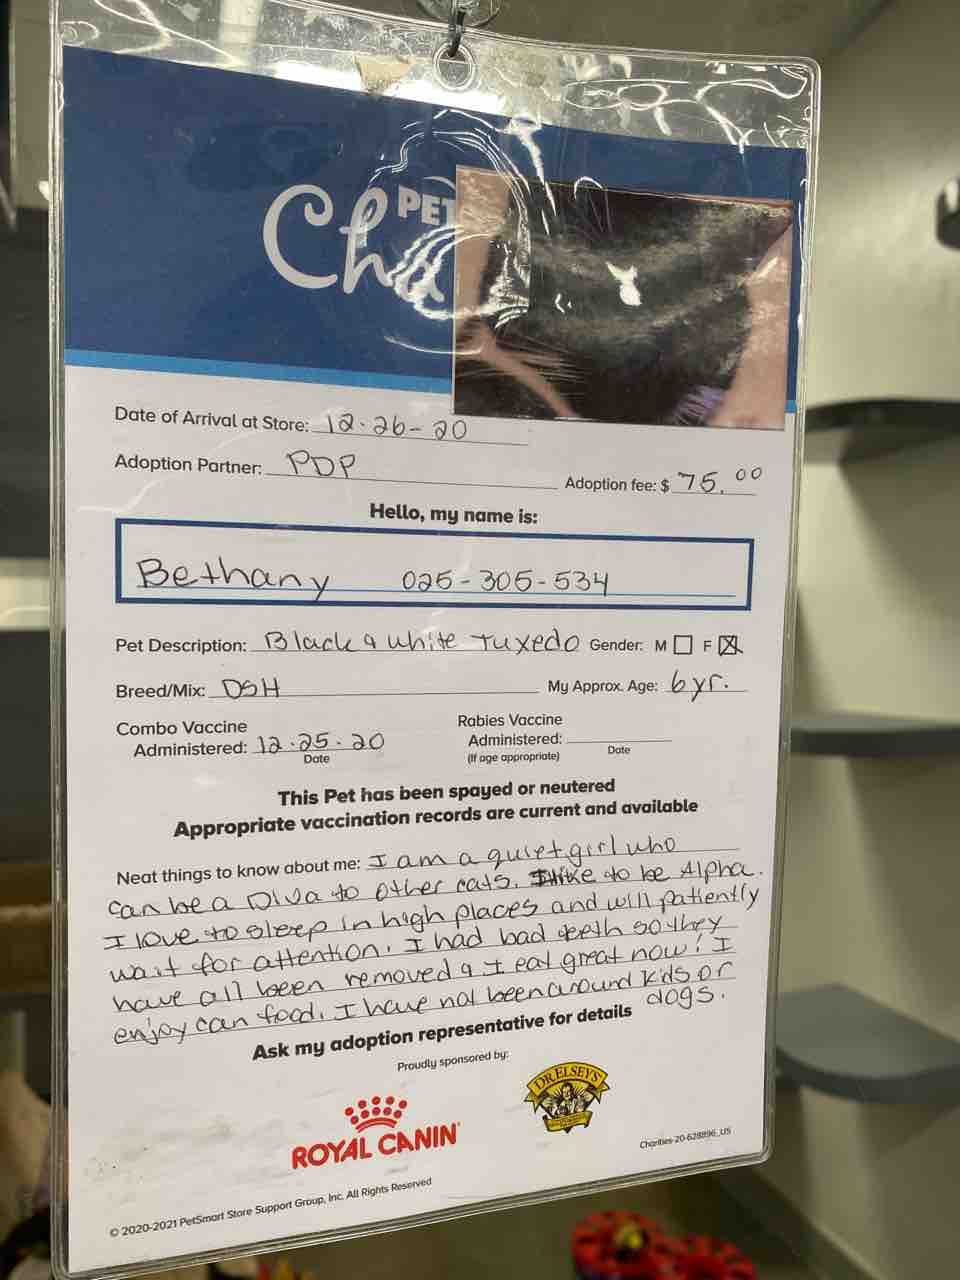 PET
Cha
Date of Arrival at Store: 12-26-20
Adoption Partner: PDP
Adoption fee: $ 75.00
Hello, my name is:
Bethany 025-305-534
Pet Description: Black & White Tuxedo Gender: M F
Breed/Mix: DSH My Approx. Age: 6 yr.
Combo Vaccine
Administered: 12.25.20
Date
Rabies Vaccine
Administered:
(If age appropriate) Date
This Pet has been spayed or neutered
Appropriate vaccination records are current and available
Neat things to know about me: I am a quiet girl who
can be a Diva to other cats. I like to be Alpha.
I love to sleep in high places and will patiently
wait for attention. I had bad teeth so they
have all been removed & I eat great now! I
enjoy can food. I have not been around kids or
dogs.
Ask my adoption representative for details
Proudly sponsored by:
ROYAL CANIN
DR. ELSEY'S
Charities-20-628896_US
© 2020-2021 PetSmart Store Support Group, Inc. All Rights Reserved